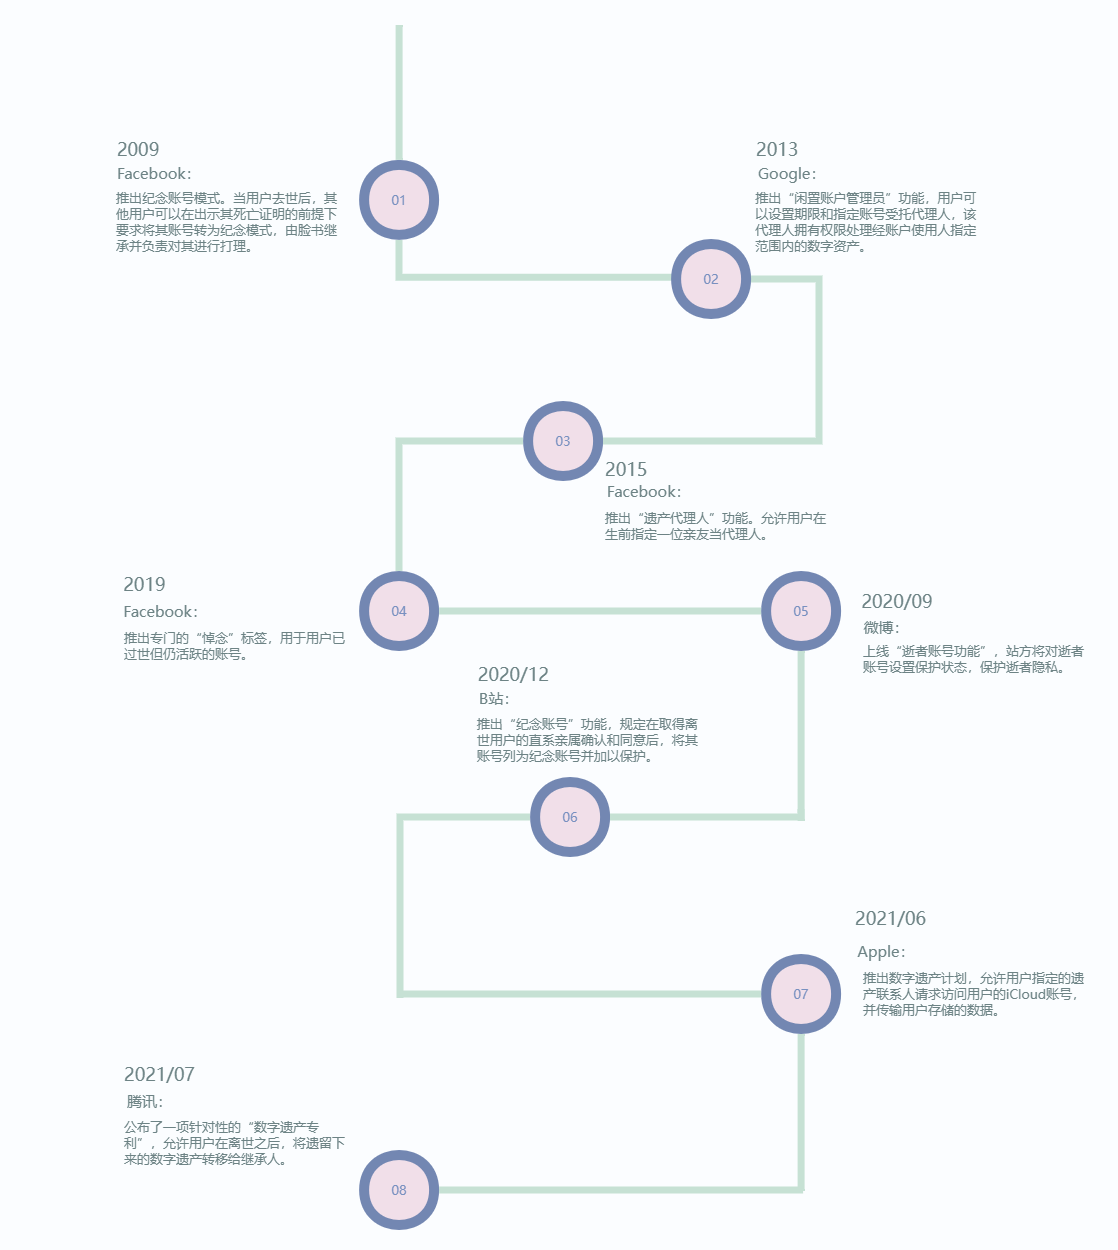 2009
Facebook：
推出纪念账号模式。当用户去世后，其
他用户可以在出示其死亡证明的前提下
要求将其账号转为纪念模式，由脸书继
承并负责对其进行打理。
01
2013
Google：
推出“闲置账户管理员”功能，用户可
以设置期限和指定账号受托代理人，该
代理人拥有权限处理经账户使用人指定
范围内的数字资产。
02
03
2015
Facebook：
推出“遗产代理人”功能。允许用户在
生前指定一位亲友当代理人。
2019
Facebook：
推出专门的“悼念”标签，用于用户已
过世但仍活跃的账号。
04
05
2020/09
微博：
上线“逝者账号功能”，站方将对逝者
账号设置保护状态，保护逝者隐私。
2020/12
B站：
推出“纪念账号”功能，规定在取得离
世用户的直系亲属确认和同意后，将其
账号列为纪念账号并加以保护。
06
2021/06
Apple：
推出数字遗产计划，允许用户指定的遗
产联系人请求访问用户的iCloud账号，
并传输用户存储的数据。
07
2021/07
腾讯：
公布了一项针对性的“数字遗产专
利”，允许用户在离世之后，将遗留下
来的数字遗产转移给继承人。
08